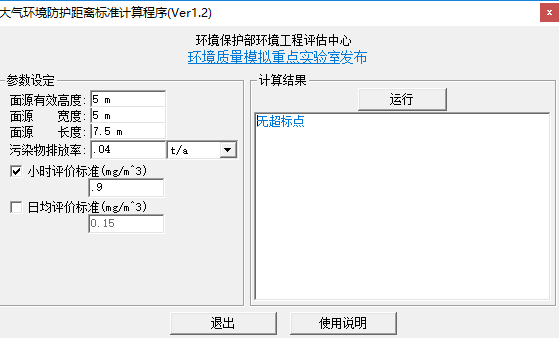 大气环境防护距离标准计算程序(Ver1.2)
环境保护部环境工程评估中心
环境质量模拟重点实验室发布
参数设定
面源有效高度: 5 m
面源 宽度: 5 m
面源 长度: 7.5 m
污染物排放率: .04 t/a
小时评价标准(mg/m^3)
.9
日均评价标准(mg/m^3)
0.15
计算结果
运行
无超标点
退出
使用说明